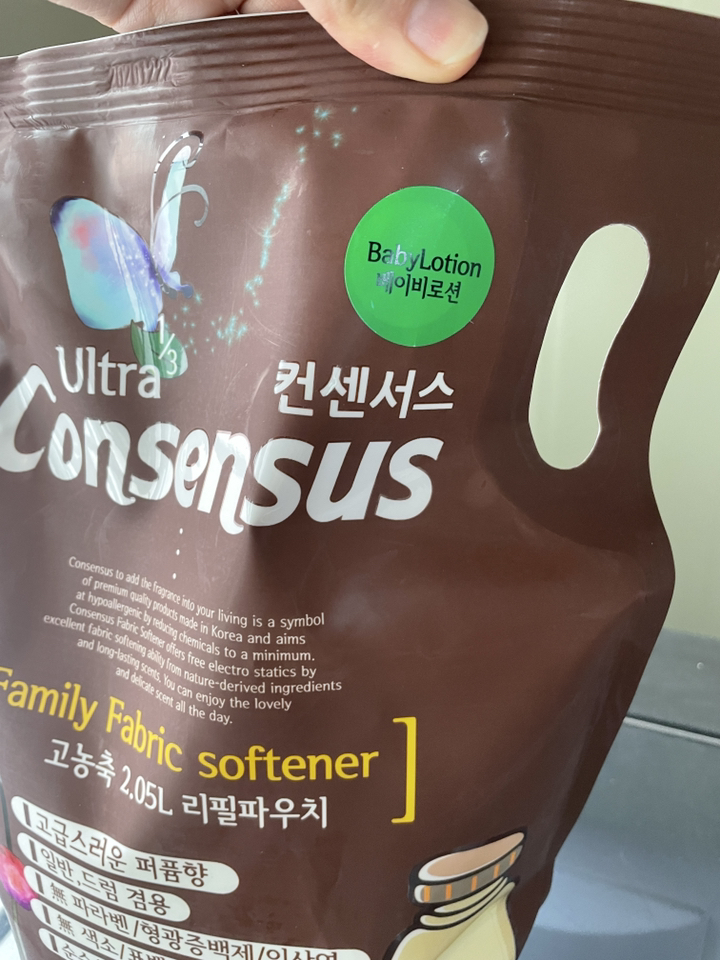 BabyLotion
베이비로션
1/3
Ultra
컨센서스
Consensus
Consensus to add the fragrance into your living is a symbol
of premium quality products made in Korea and aims
at hypoallergenic by reducing chemicals to a minimum.
Consensus Fabric Softener offers free electro statics by
excellent fabric softening ability from nature-derived ingredients
and long-lasting scents. You can enjoy the lovely
and delicate scent all the day.
Family Fabric softener
고농축 2.05L 리필파우치
고급스러운 퍼퓸향
일반,드럼 겸용
無 파라벤/형광증백제/인산염
無 색소/표백